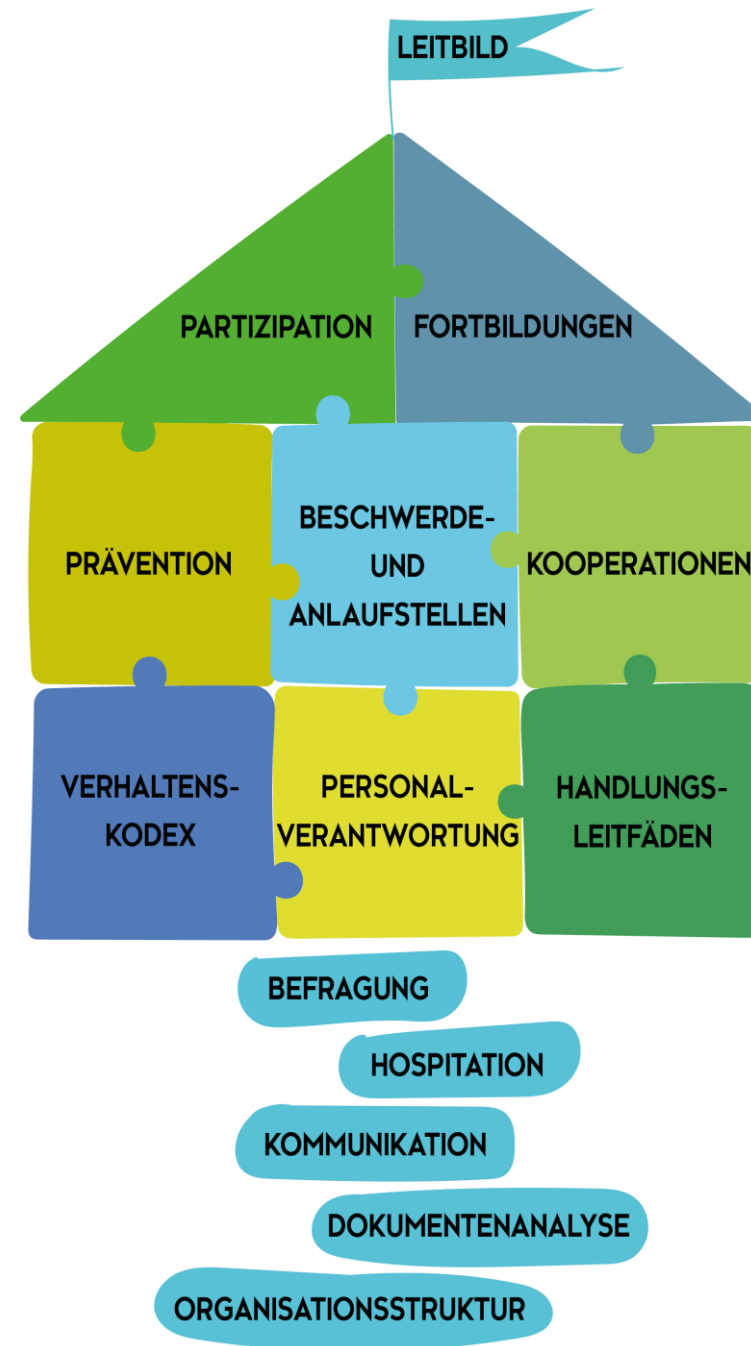 LEITBILD
PARTIZIPATION
FORTBILDUNGEN
PRÄVENTION
BESCHWERDE-
UND
ANLAUFSTELLEN
KOOPERATIONEN
VERHALTENS-
KODEX
PERSONAL-
VERANTWORTUNG
HANDLUNGS-
LEITFÄDEN
BEFRAGUNG
HOSPITATION
KOMMUNIKATION
DOKUMENTENANALYSE
ORGANISATIONSSTRUKTUR